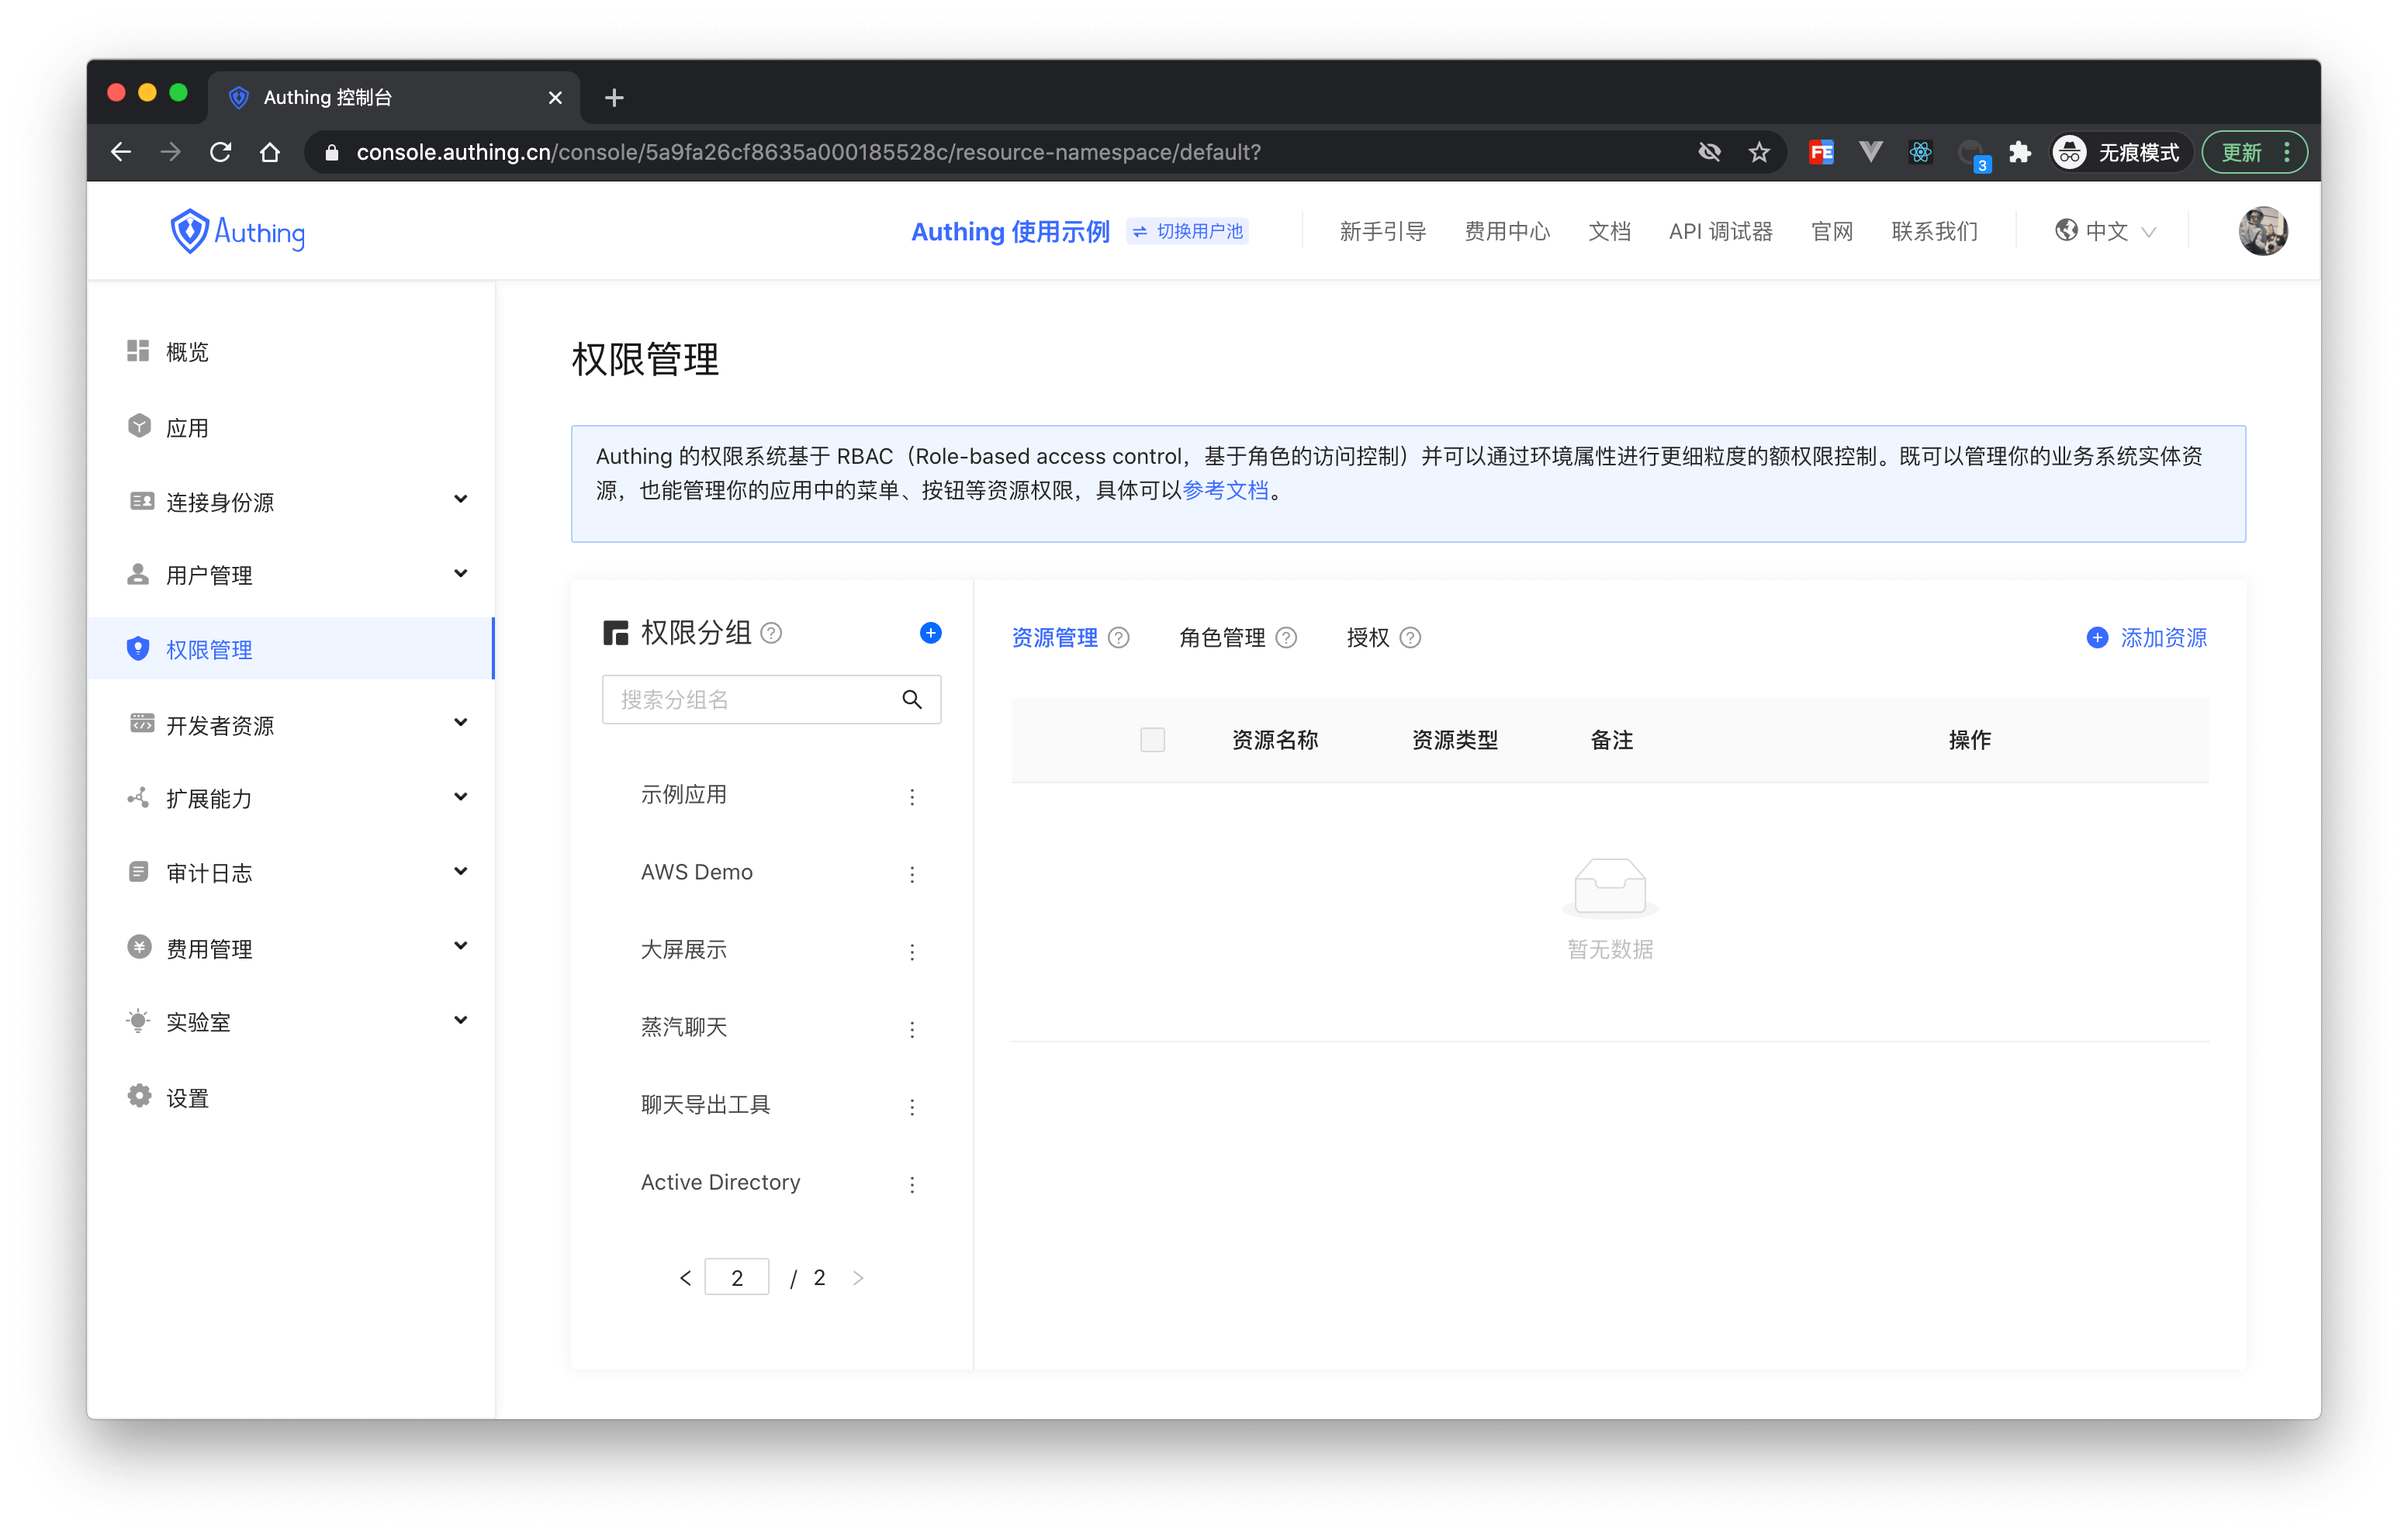 Authing 控制台
console.authing.cn/console/5a9fa26cf8635a000185528c/resource-namespace/default?
FE
3
无痕模式
更新
Authing
Authing 使用示例
切换用户池
新手引导
费用中心
文档
API 调试器
官网
联系我们
中文
概览
应用
连接身份源
用户管理
权限管理
开发者资源
扩展能力
审计日志
费用管理
实验室
设置
权限管理
Authing 的权限系统基于 RBAC（Role-based access control，基于角色的访问控制）并可以通过环境属性进行更细粒度的额权限控制。既可以管理你的业务系统实体资
源，也能管理你的应用中的菜单、按钮等资源权限，具体可以参考文档。
权限分组
搜索分组名
示例应用
AWS Demo
大屏展示
蒸汽聊天
聊天导出工具
Active Directory
2 / 2
资源管理
角色管理
授权
添加资源
资源名称
资源类型
备注
操作
暂无数据